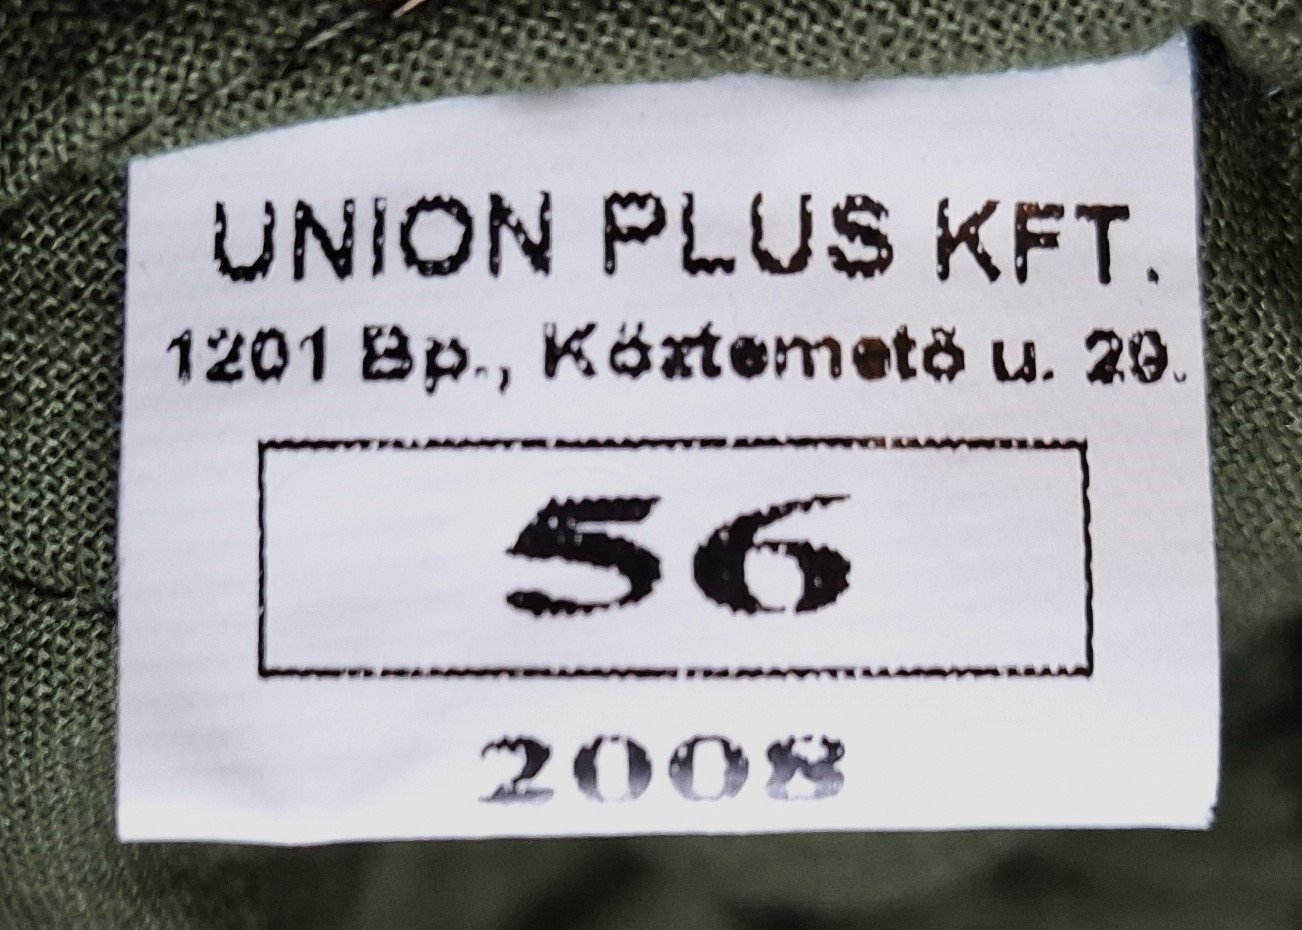 UNION PLUS KFT.
1201 Bp., Köztemető u. 20.
56
2008